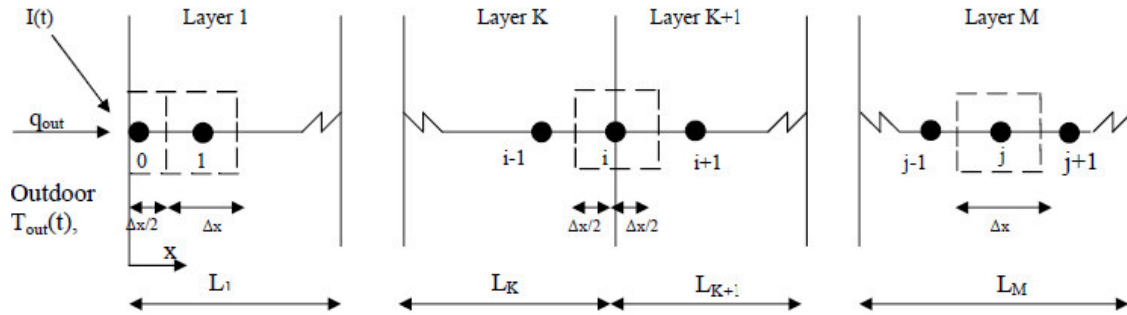 I(t)
Layer 1
Layer K
Layer K+1
Layer M
q_out
0
1
i-1
i
i+1
j-1
j
j+1
Outdoor
T_out(t),
Δx/2
Δx
Δx/2
Δx/2
Δx
x
L_1
L_K
L_K+1
L_M